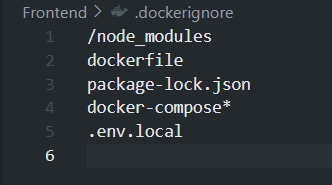 Frontend > .dockerignore
1 /node_modules
2 dockerfile
3 package-lock.json
4 docker-compose*
5 .env.local
6